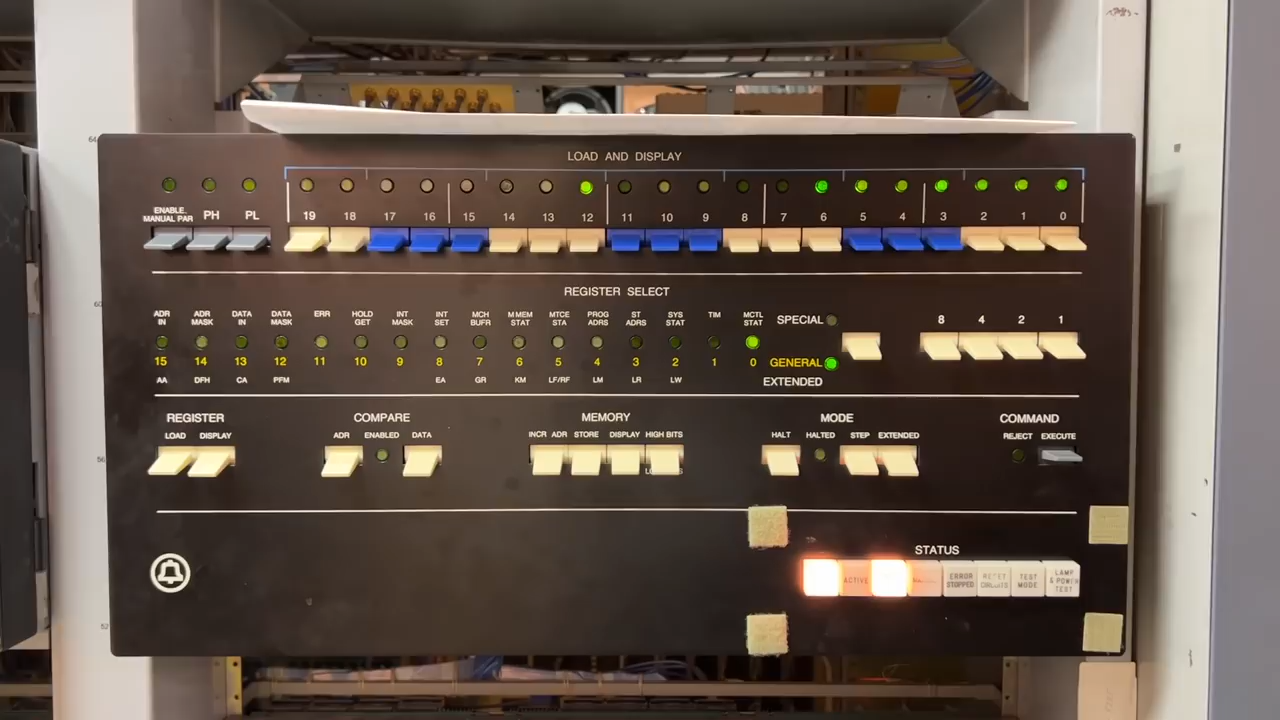 LOAD AND DISPLAY
ENABLE
MANUAL PAR PH PL
19 18 17 16 15 14 13 12 11 10 9 8 7 6 5 4 3 2 1 0
REGISTER SELECT
ADR IN
ADR MASK
DATA IN
DATA MASK
ERR
HOLD GET
INT MASK
INT SET
MCH BUFR
M MEM STAT
MTCE STA
PROG ADRS
ST ADRS
SYS STAT
TIM
MCTL STAT
15 14 13 12 11 10 9 8 7 6 5 4 3 2 1 0
AA DFH CA PFM EA GR KM LF/RF LM LR LW
SPECIAL
GENERAL
EXTENDED
8 4 2 1
REGISTER
LOAD DISPLAY
COMPARE
ADR ENABLED DATA
MEMORY
INCR ADR STORE DISPLAY HIGH BITS
MODE
HALT HALTED STEP EXTENDED
COMMAND
REJECT EXECUTE
STATUS
ACTIVE
ERROR
STOPPED
TEST
MODE
LAMP
& POWER
TEST
64
60
56
52